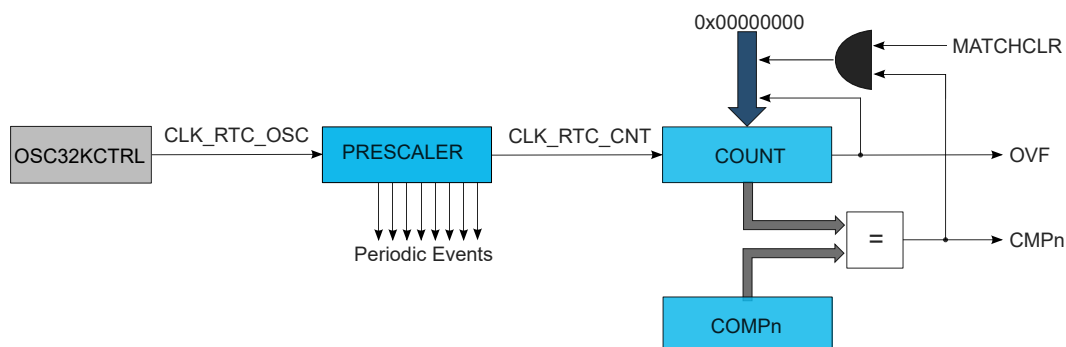 0x00000000
MATCHCLR
OSC32KCTRL
CLK_RTC_OSC
PRESCALER
CLK_RTC_CNT
COUNT
OVF
Periodic Events
=
CMPn
COMPn